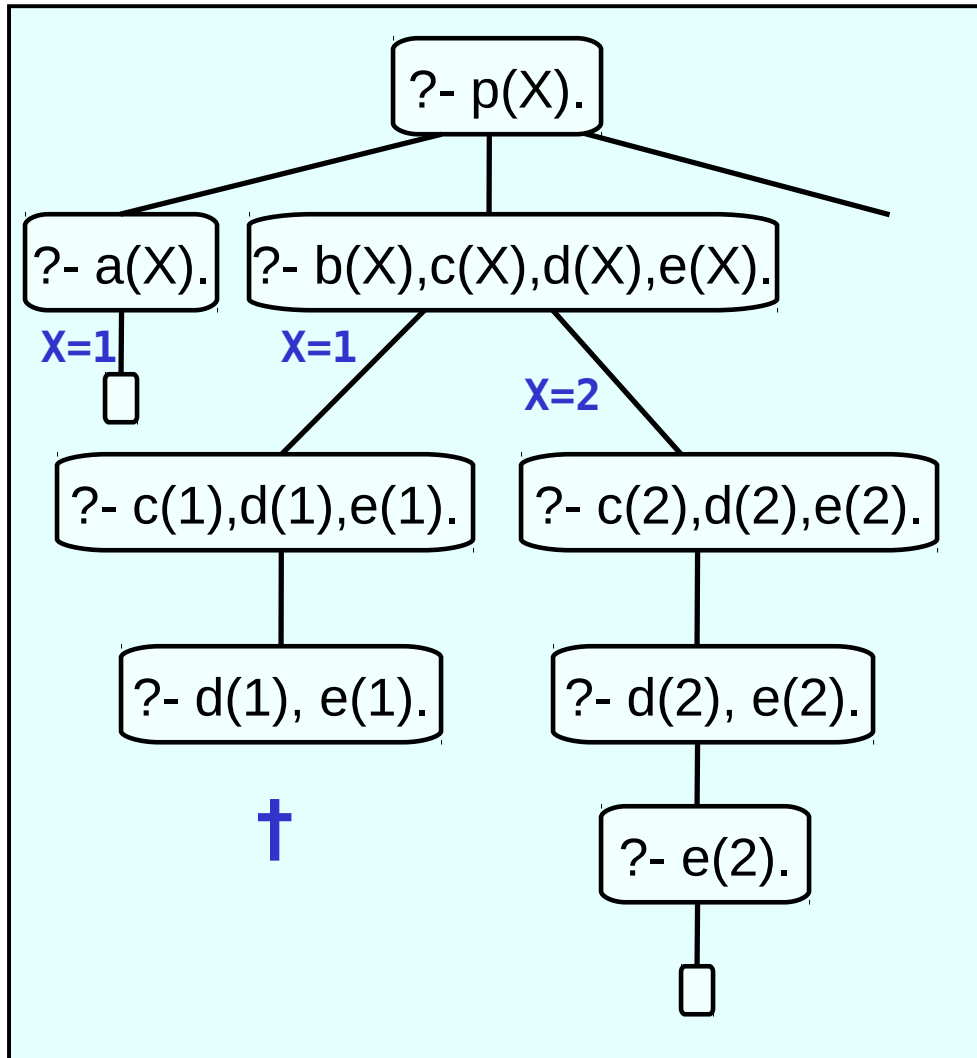 ?- p(X).
?- a(X).
?- b(X),c(X),d(X),e(X).
X=1
X=1
X=2
?- c(1),d(1),e(1).
?- c(2),d(2),e(2).
?- d(1), e(1).
?- d(2), e(2).
†
?- e(2).